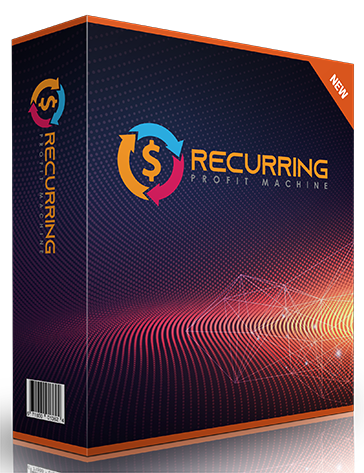 NEW
$
RECURRING
PROFIT MACHINE
$
RECURRING
PROFIT MACHINE